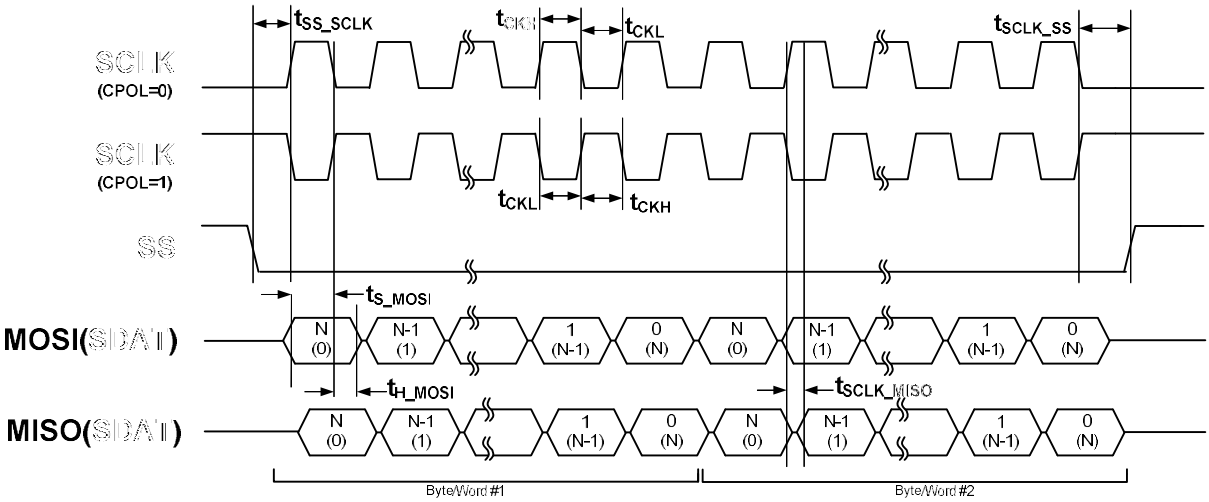 tSS_SCLK
tCKH
tCKL
tSCLK_SS
SCLK
(CPOL=0)
SCLK
(CPOL=1)
tCKL
tCKH
SS
tS_MOSI
MOSI(SDAT)
N
(0)
N-1
(1)
1
(N-1)
0
(N)
N
(0)
N-1
(1)
1
(N-1)
0
(N)
tH_MOSI
tSCLK_MISO
MISO(SDAT)
N
(0)
N-1
(1)
1
(N-1)
0
(N)
N
(0)
N-1
(1)
1
(N-1)
0
(N)
Byte/Word #1
Byte/Word #2